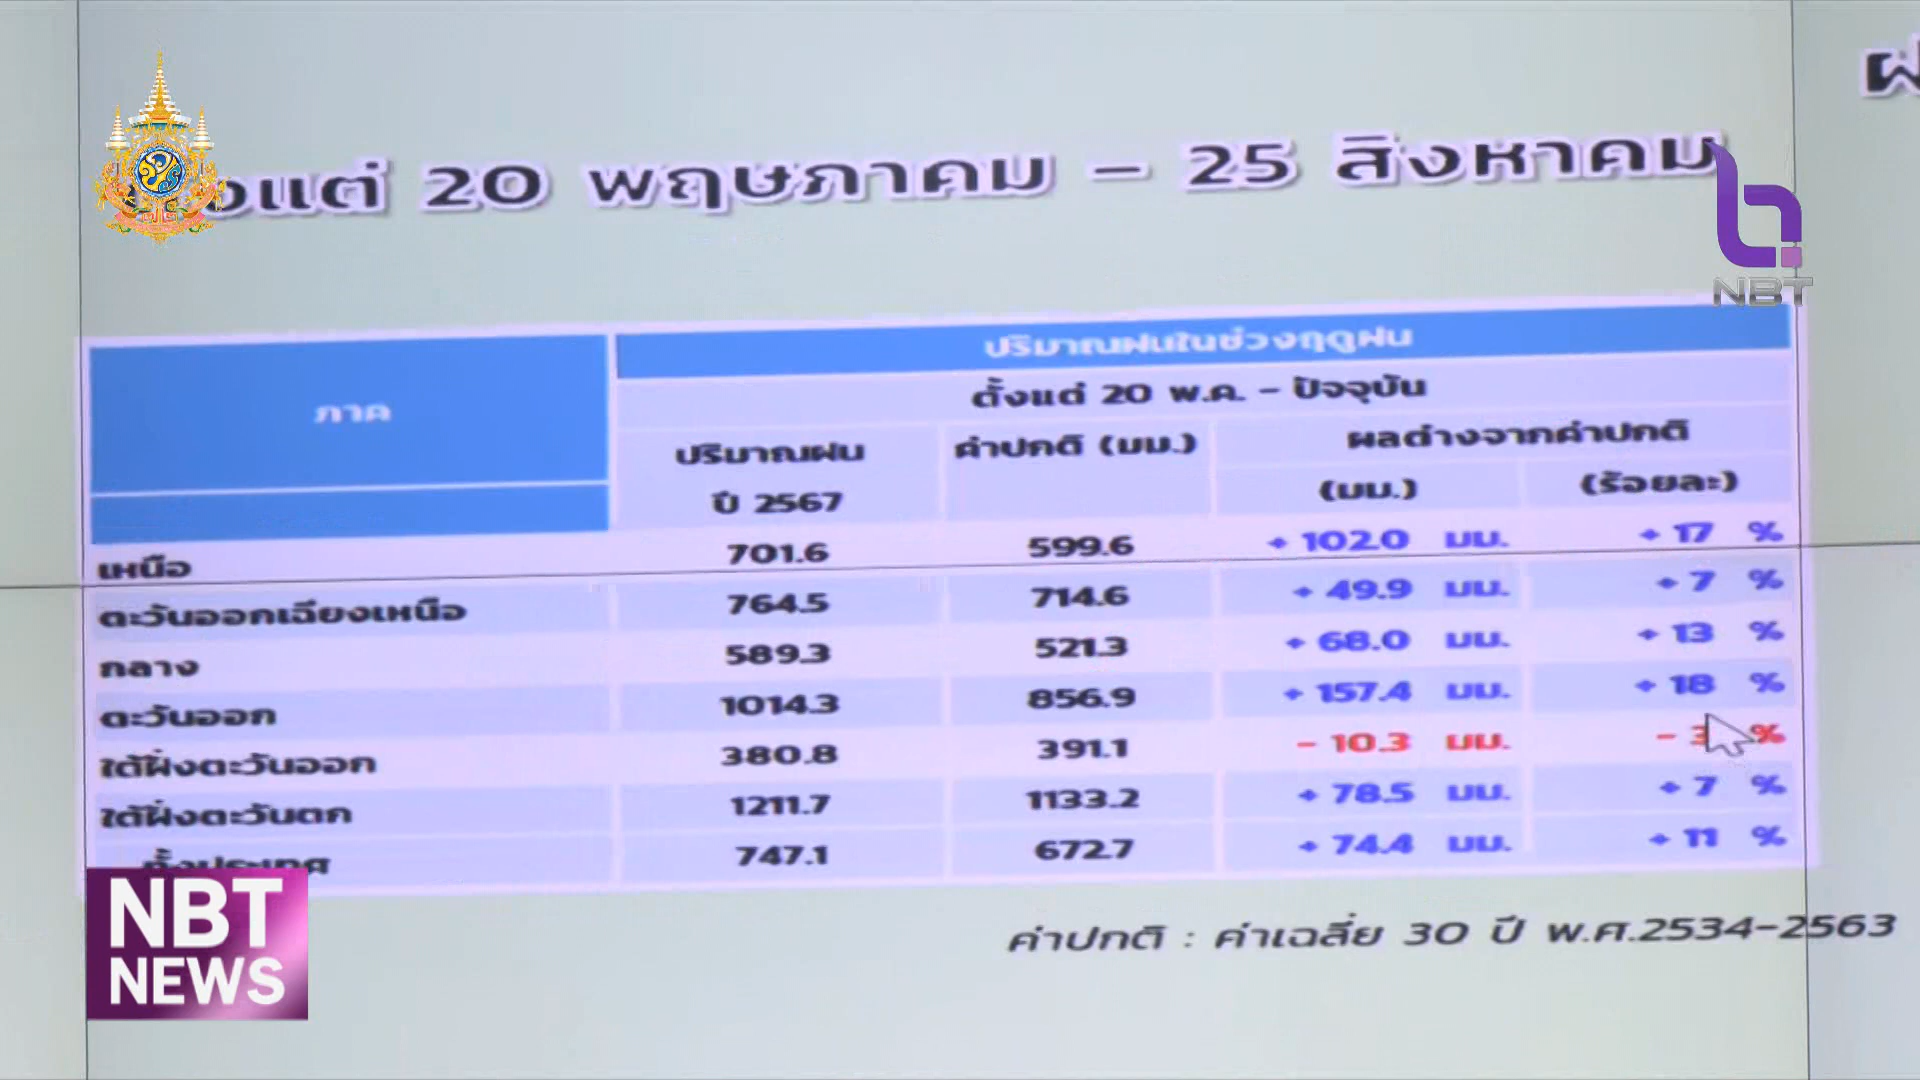 งแต่ 20 พฤษภาคม - 25 สิงหาคม
NBT
ภาค
ปริมาณฝนในช่วงฤดูฝน
ตั้งแต่ 20 พ.ค. - ปัจจุบัน
ปริมาณฝน ค่าปกติ (มม.) ผลต่างจากค่าปกติ
ปี 2567 (มม.) (ร้อยละ)
เหนือ 701.6 599.6 + 102.0 มม. + 17 %
ตะวันออกเฉียงเหนือ 764.5 714.6 + 49.9 มม. + 7 %
กลาง 589.3 521.3 + 68.0 มม. + 13 %
ตะวันออก 1014.3 856.9 + 157.4 มม. + 18 %
ใต้ฝั่งตะวันออก 380.8 391.1 - 10.3 มม. - 3 %
ใต้ฝั่งตะวันตก 1211.7 1133.2 + 78.5 มม. + 7 %
ทั้งประเทศ 747.1 672.7 + 74.4 มม. + 11 %
ค่าปกติ : ค่าเฉลี่ย 30 ปี พ.ศ.2534-2563
NBT
NEWS